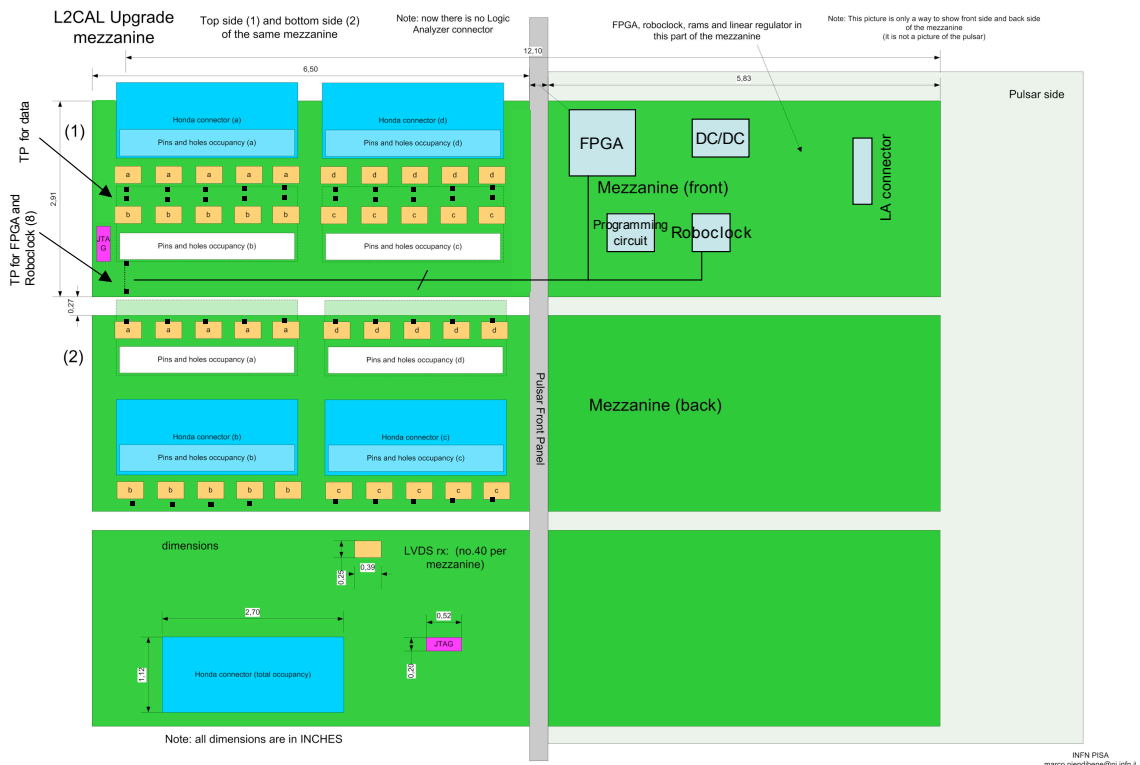 L2CAL Upgrade
mezzanine
Top side (1) and bottom side (2)
of the same mezzanine
Note: now there is no Logic
Analyzer connector
FPGA, roboclock, rams and linear regulator in
this part of the mezzanine
Note: This picture is only a way to show front side and back side
of the mezzanine
(it is not a picture of the pulsar)
12,10
6,50
5,83
Pulsar side
(1)
TP for data
TP for FPGA and
Roboclock (8)
2,91
0,27
Honda connector (a)
Pins and holes occupancy (a)
Honda connector (d)
Pins and holes occupancy (d)
a a a a a d d d d d
b b b b b c c c c c
JTA
G
Pins and holes occupancy (b)
Pins and holes occupancy (c)
FPGA
DC/DC
LA connector
Mezzanine (front)
Programming
circuit
Roboclock
(2)
a a a a a d d d d d
Pins and holes occupancy (a)
Pins and holes occupancy (d)
Pulsar Front Panel
Mezzanine (back)
Honda connector (b)
Pins and holes occupancy (b)
Honda connector (c)
Pins and holes occupancy (c)
b b b b b c c c c c
dimensions
LVDS rx: (no.40 per
mezzanine)
0,25
0,39
2,70
1,12
Honda connector (total occupancy)
0,52
0,20
JTAG
Note: all dimensions are in INCHES
INFN PISA